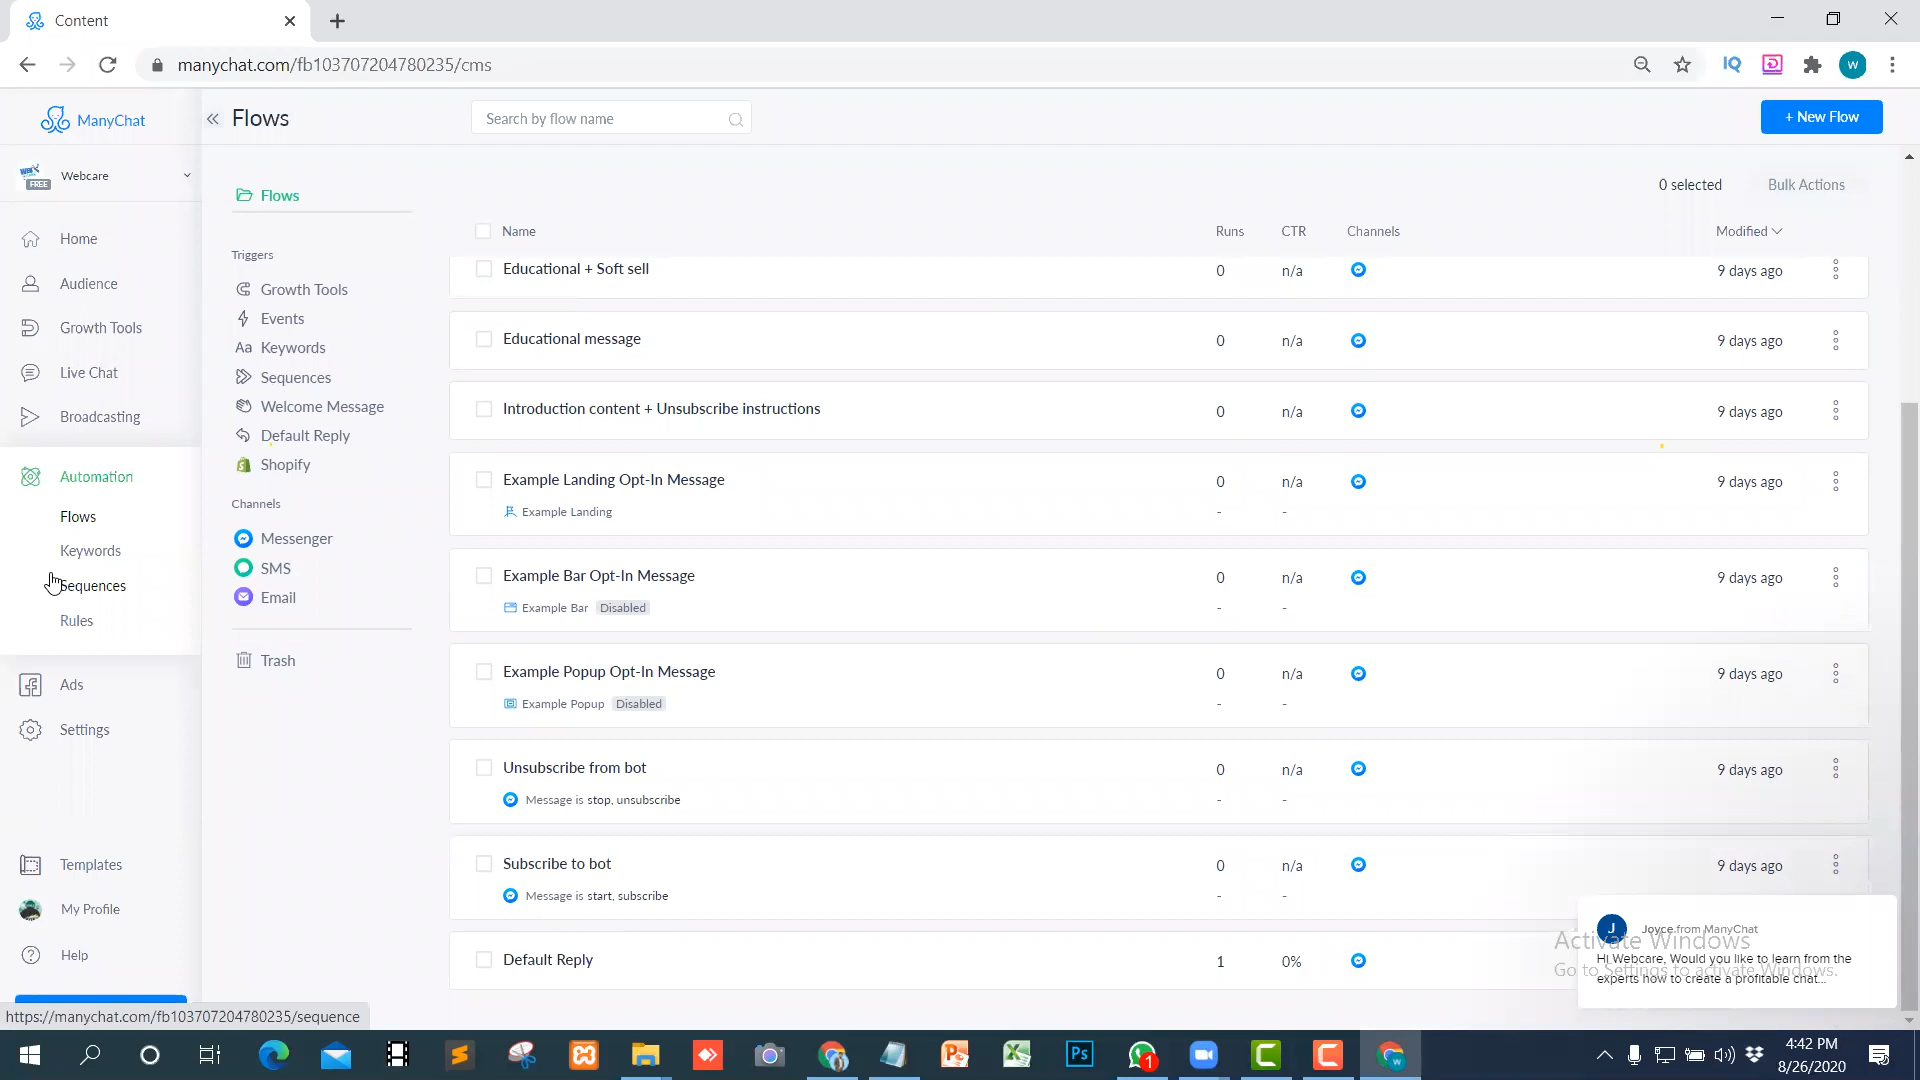 Content
manychat.com/fb103707204780235/cms
IQ
W
ManyChat
Flows
Search by flow name
+ New Flow
FREE
Webcare
Home
Audience
Growth Tools
Live Chat
Broadcasting
Automation
Flows
Keywords
Sequences
Rules
Ads
Settings
Templates
My Profile
Help
Flows
Triggers
Growth Tools
Events
Aa Keywords
Sequences
Welcome Message
Default Reply
Shopify
Channels
Messenger
SMS
Email
Trash
0 selected
Bulk Actions
Name Runs CTR Channels Modified
Educational + Soft sell 0 n/a 9 days ago
Educational message 0 n/a 9 days ago
Introduction content + Unsubscribe instructions 0 n/a 9 days ago
Example Landing Opt-In Message 0 n/a 9 days ago
Example Landing - -
Example Bar Opt-In Message 0 n/a 9 days ago
Example Bar Disabled - -
Example Popup Opt-In Message 0 n/a 9 days ago
Example Popup Disabled - -
Unsubscribe from bot 0 n/a 9 days ago
Message is stop, unsubscribe - -
Subscribe to bot 0 n/a 9 days ago
Message is start, subscribe - -
Default Reply 1 0%
J
Joyce from ManyChat
Hi Webcare, Would you like to learn from the
experts how to create a profitable chat...
Activate Windows
Go to Settings to activate Windows.
https://manychat.com/fb103707204780235/sequence
Ps
1
4:42 PM
8/26/2020